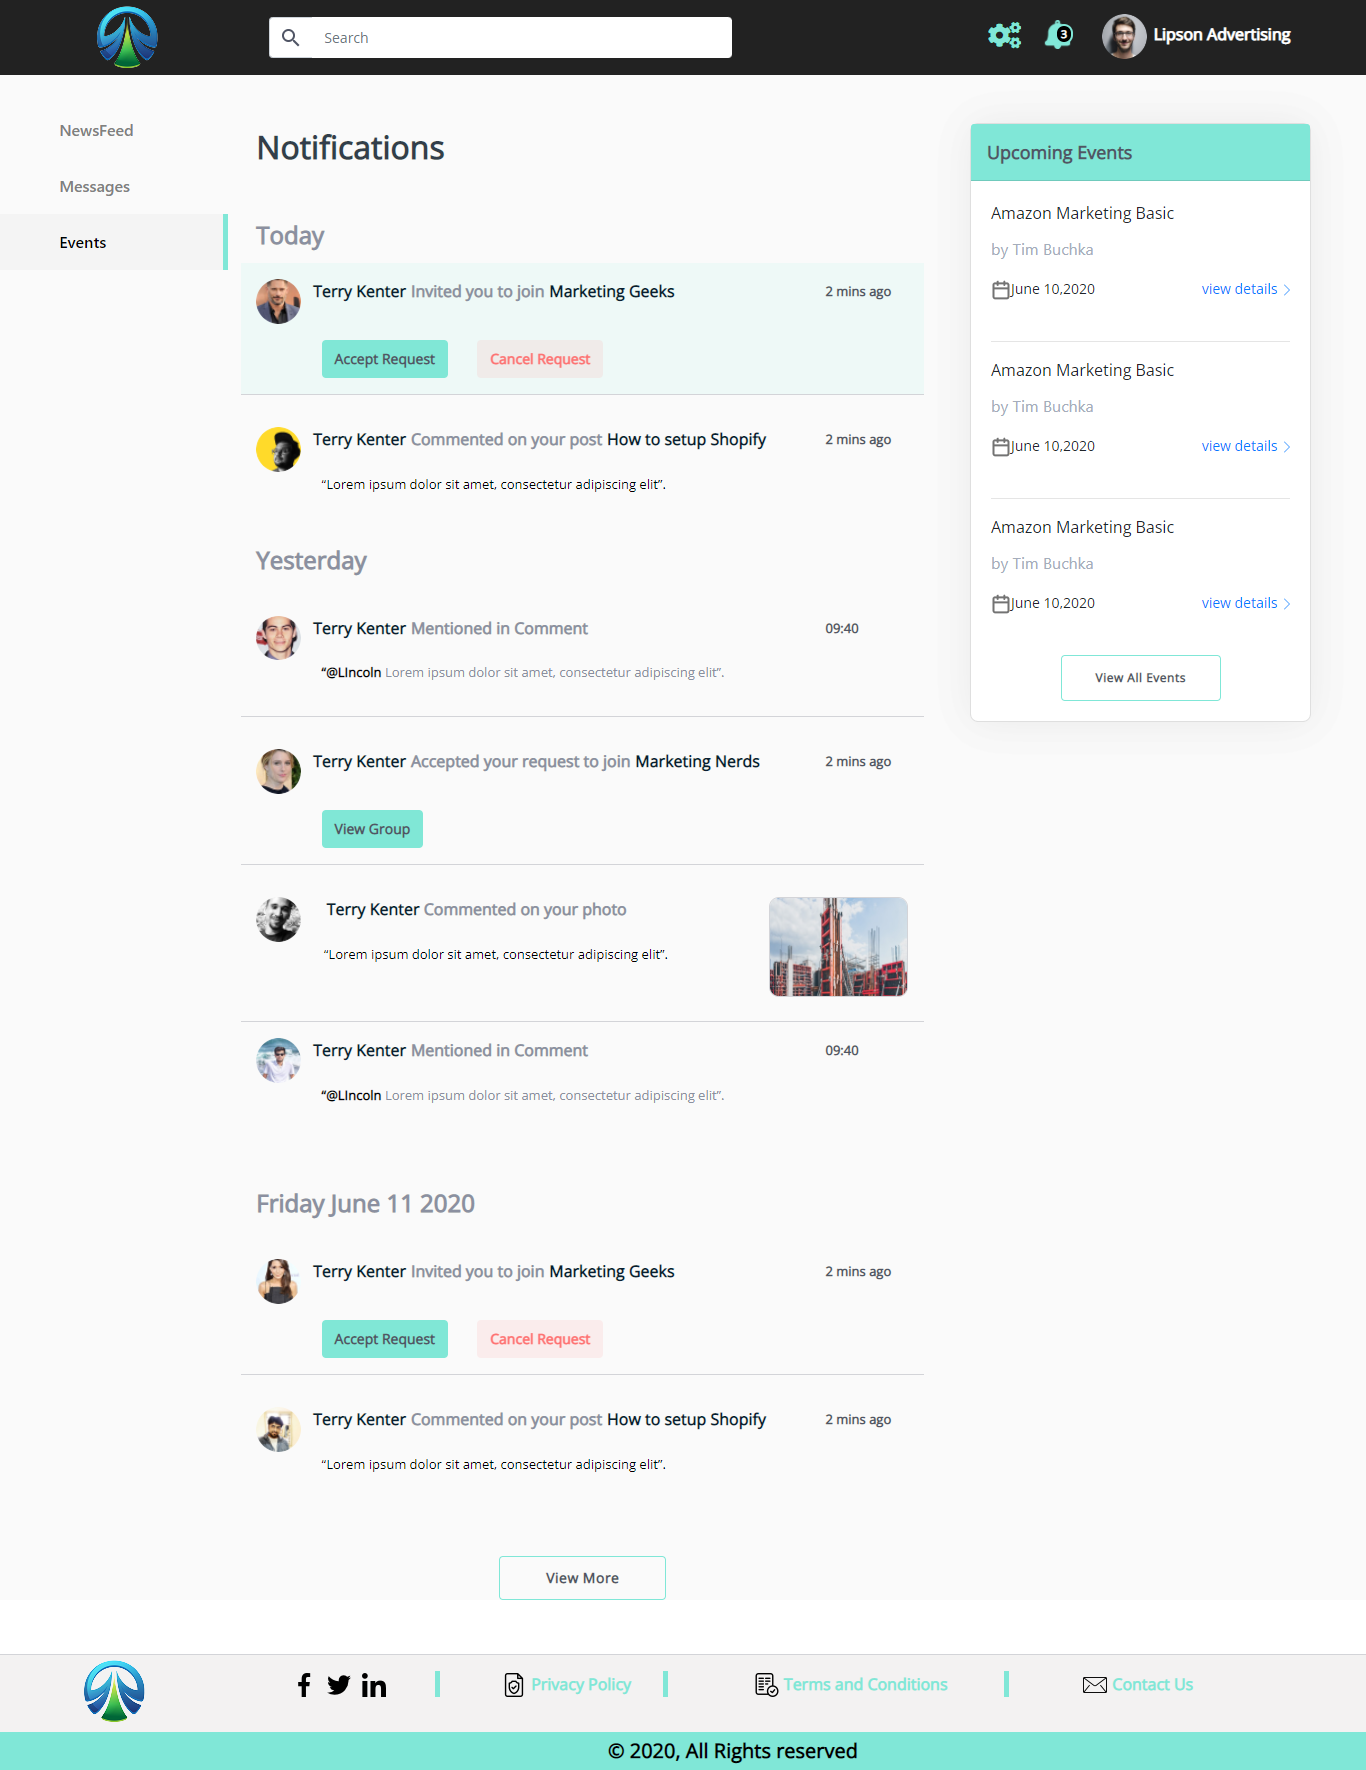 Search
3
Lipson Advertising
NewsFeed
Messages
Events
Notifications
Today
Terry Kenter Invited you to join Marketing Geeks
2 mins ago
Accept Request
Cancel Request
Terry Kenter Commented on your post How to setup Shopify
2 mins ago
“Lorem ipsum dolor sit amet, consectetur adipiscing elit”.
Yesterday
Terry Kenter Mentioned in Comment
09:40
“@LIncoln Lorem ipsum dolor sit amet, consectetur adipiscing elit”.
Terry Kenter Accepted your request to join Marketing Nerds
2 mins ago
View Group
Terry Kenter Commented on your photo
“Lorem ipsum dolor sit amet, consectetur adipiscing elit”.
Terry Kenter Mentioned in Comment
09:40
“@LIncoln Lorem ipsum dolor sit amet, consectetur adipiscing elit”.
Friday June 11 2020
Terry Kenter Invited you to join Marketing Geeks
2 mins ago
Accept Request
Cancel Request
Terry Kenter Commented on your post How to setup Shopify
2 mins ago
“Lorem ipsum dolor sit amet, consectetur adipiscing elit”.
View More
Upcoming Events
Amazon Marketing Basic
by Tim Buchka
June 10,2020
view details
Amazon Marketing Basic
by Tim Buchka
June 10,2020
view details
Amazon Marketing Basic
by Tim Buchka
June 10,2020
view details
View All Events
Privacy Policy
Terms and Conditions
Contact Us
© 2020, All Rights reserved